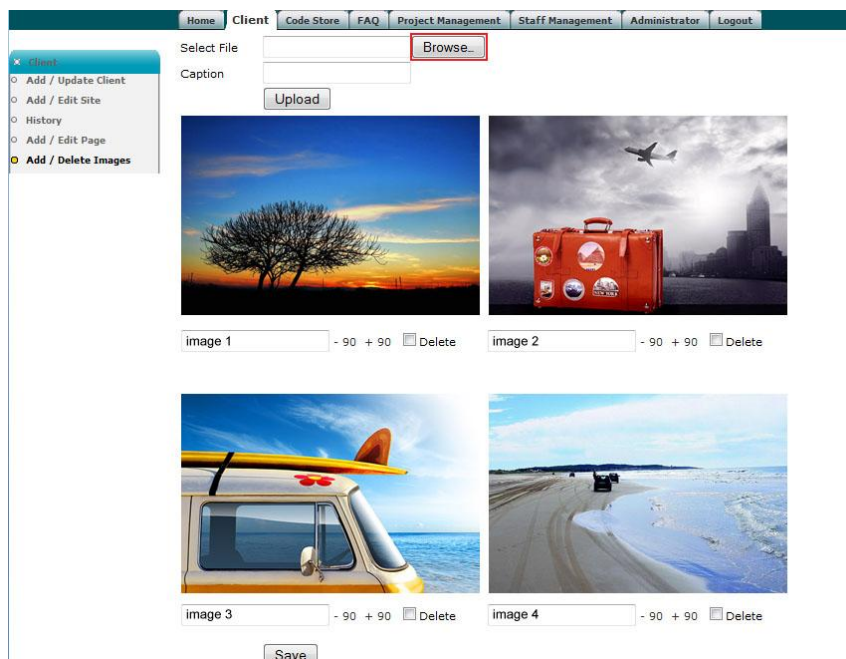 Home Client Code Store FAQ Project Management Staff Management Administrator Logout
Client
Add / Update Client
Add / Edit Site
History
Add / Edit Page
Add / Delete Images
Select File Browse...
Caption
Upload
NEW YORK
image 1 - 90 + 90 Delete
image 2 - 90 + 90 Delete
image 3 - 90 + 90 Delete
image 4 - 90 + 90 Delete
Save